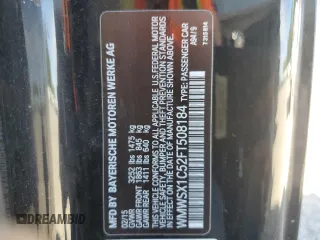 MFD BY BAYERISCHE MOTOREN WERKE AG
02/15
GVWR 3252 lbs 1475 kg
GAWR FRONT 1863 lbs 845 kg
GAWR REAR 1411 lbs 640 kg
THIS VEHICLE CONFORMS TO ALL APPLICABLE U.S. FEDERAL MOTOR
VEHICLE SAFETY, BUMPER, AND THEFT PREVENTION STANDARDS
IN EFFECT ON THE DATE OF MANUFACTURE SHOWN ABOVE.
WMWSX1C52FT508184 TYPE: PASSENGER CAR